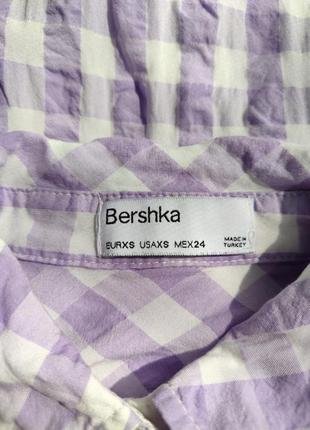 Bershka
EURXS USAXS MEX24
MADE IN
TURKEY